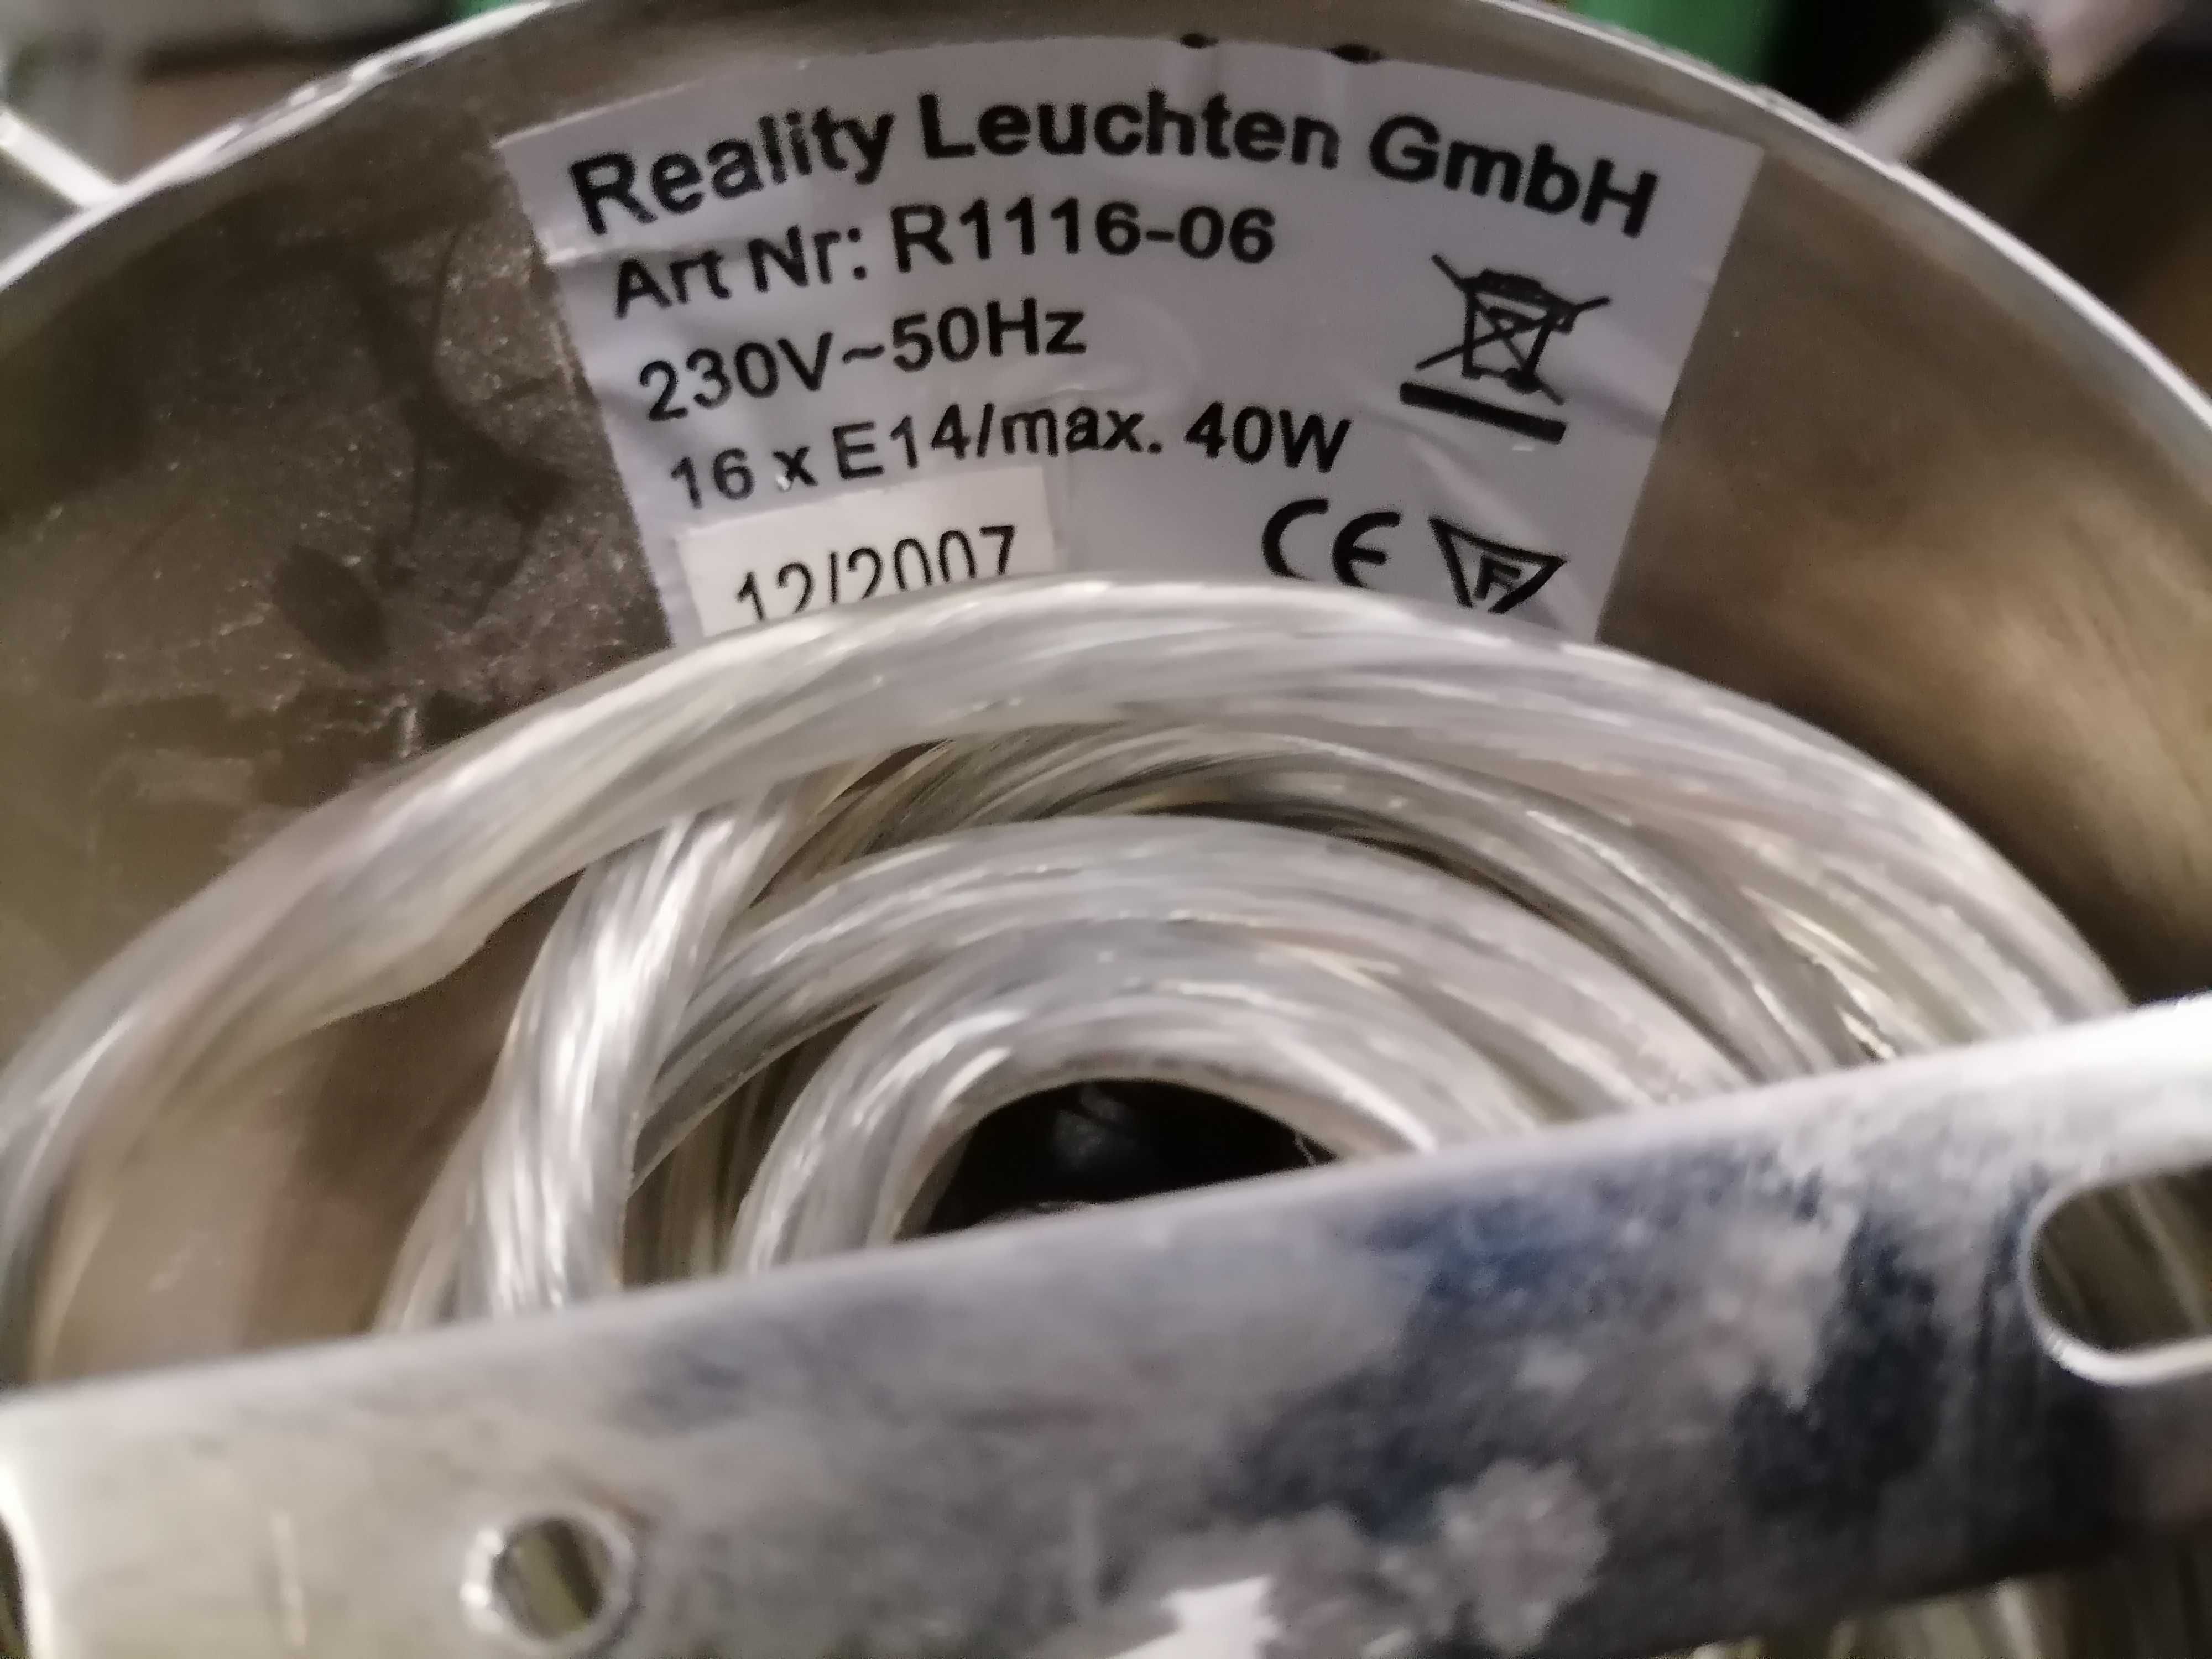 Reality Leuchten GmbH
Art Nr: R1116-06
230V~50Hz
16 x E14/max. 40W
12/2007
CE F